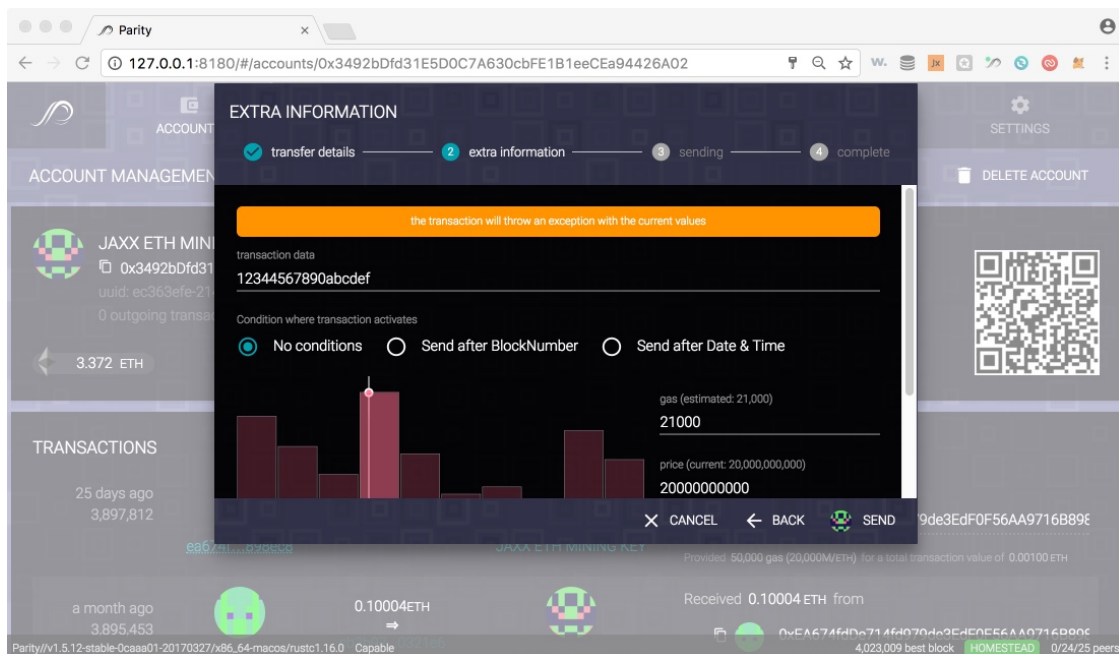 Parity
127.0.0.1:8180/#/accounts/0x3492bDfd31E5D0C7A630cbFE1B1eeCEa94426A02
W.
JX
ACCOUNT
SETTINGS
ACCOUNT MANAGEMEN
DELETE ACCOUNT
EXTRA INFORMATION
transfer details
2 extra information
3 sending
4 complete
the transaction will throw an exception with the current values
transaction data
12344567890abcdef
Condition where transaction activates
No conditions
Send after BlockNumber
Send after Date & Time
gas (estimated: 21,000)
21000
price (current: 20,000,000,000)
20000000000
CANCEL
BACK
SEND
JAXX ETH MINI
0x3492bDfd31
uuid: ec363efe-21
0 outgoing transa
3.372 ETH
TRANSACTIONS
25 days ago
3,897,812
JAXX ETH MINING KEY
9de3EdF0F56AA9716B898
Provided 50,000 gas (20,000M/ETH) for a total transaction value of 0.00100 ETH
a month ago
3,895,453
0.10004ETH
⇒
Received 0.10004 ETH from
0xEA674fdDe714fd979de3EdF0F56AA9716B898
Parity//v1.5.12-stable-0caaa01-20170327/x86_64-macos/rustc1.16.0 Capable
4,023,009 best block HOMESTEAD 0/24/25 peers